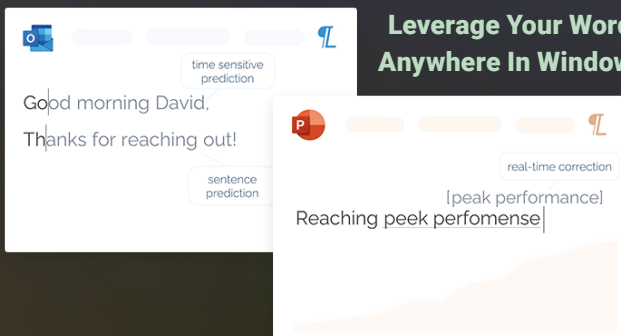 Leverage Your Word
Anywhere In Window
time sensitive
prediction
Good morning David,
Thanks for reaching out!
sentence
prediction
real-time correction
[peak performance]
Reaching peek perfomense